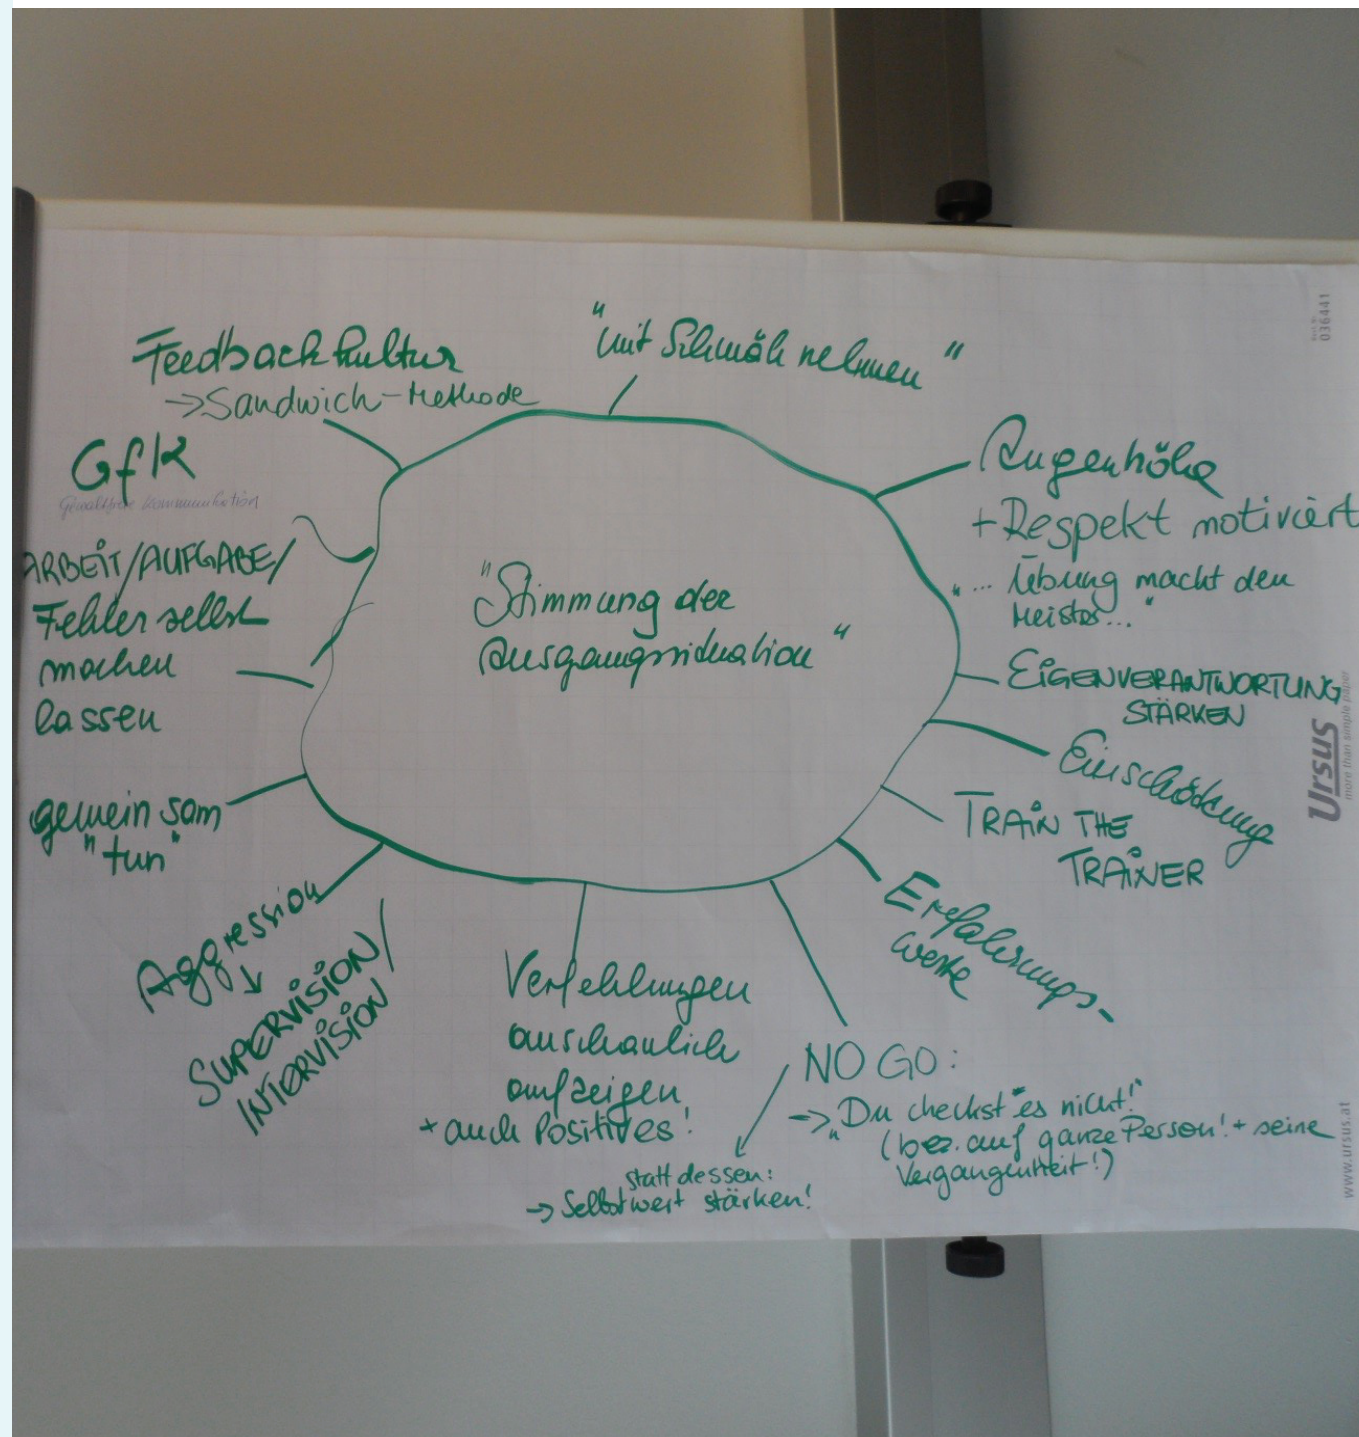 "Stimmung der
Ausgangssituation"
"mit Schmäh nehmen"
Augenhöhe
+ Respekt motiviert
"... Übung macht den
Meister..."
EIGENVERANTWORTUNG
STÄRKEN
Einschätzung
TRAIN THE
TRAINER
Erfahrungs-
werte
NO GO:
-> "Du checkst es nicht!"
(bez. auf ganze Person! + seine
Vergangenheit!)
statt dessen:
-> Selbstwert stärken!
Verfehlungen
anschaulich
aufzeigen
+ auch Positives!
Aggression
SUPERVISION/
INTERVISION/
gemeinsam
"tun"
ARBEIT/AUFGABE/
Fehler selbst
machen
lassen
GfK
Gewaltfreie Kommunikation
Feedbackkultur
-> Sandwich-Methode
036441
Ursus
more than simple paper
www.ursus.at